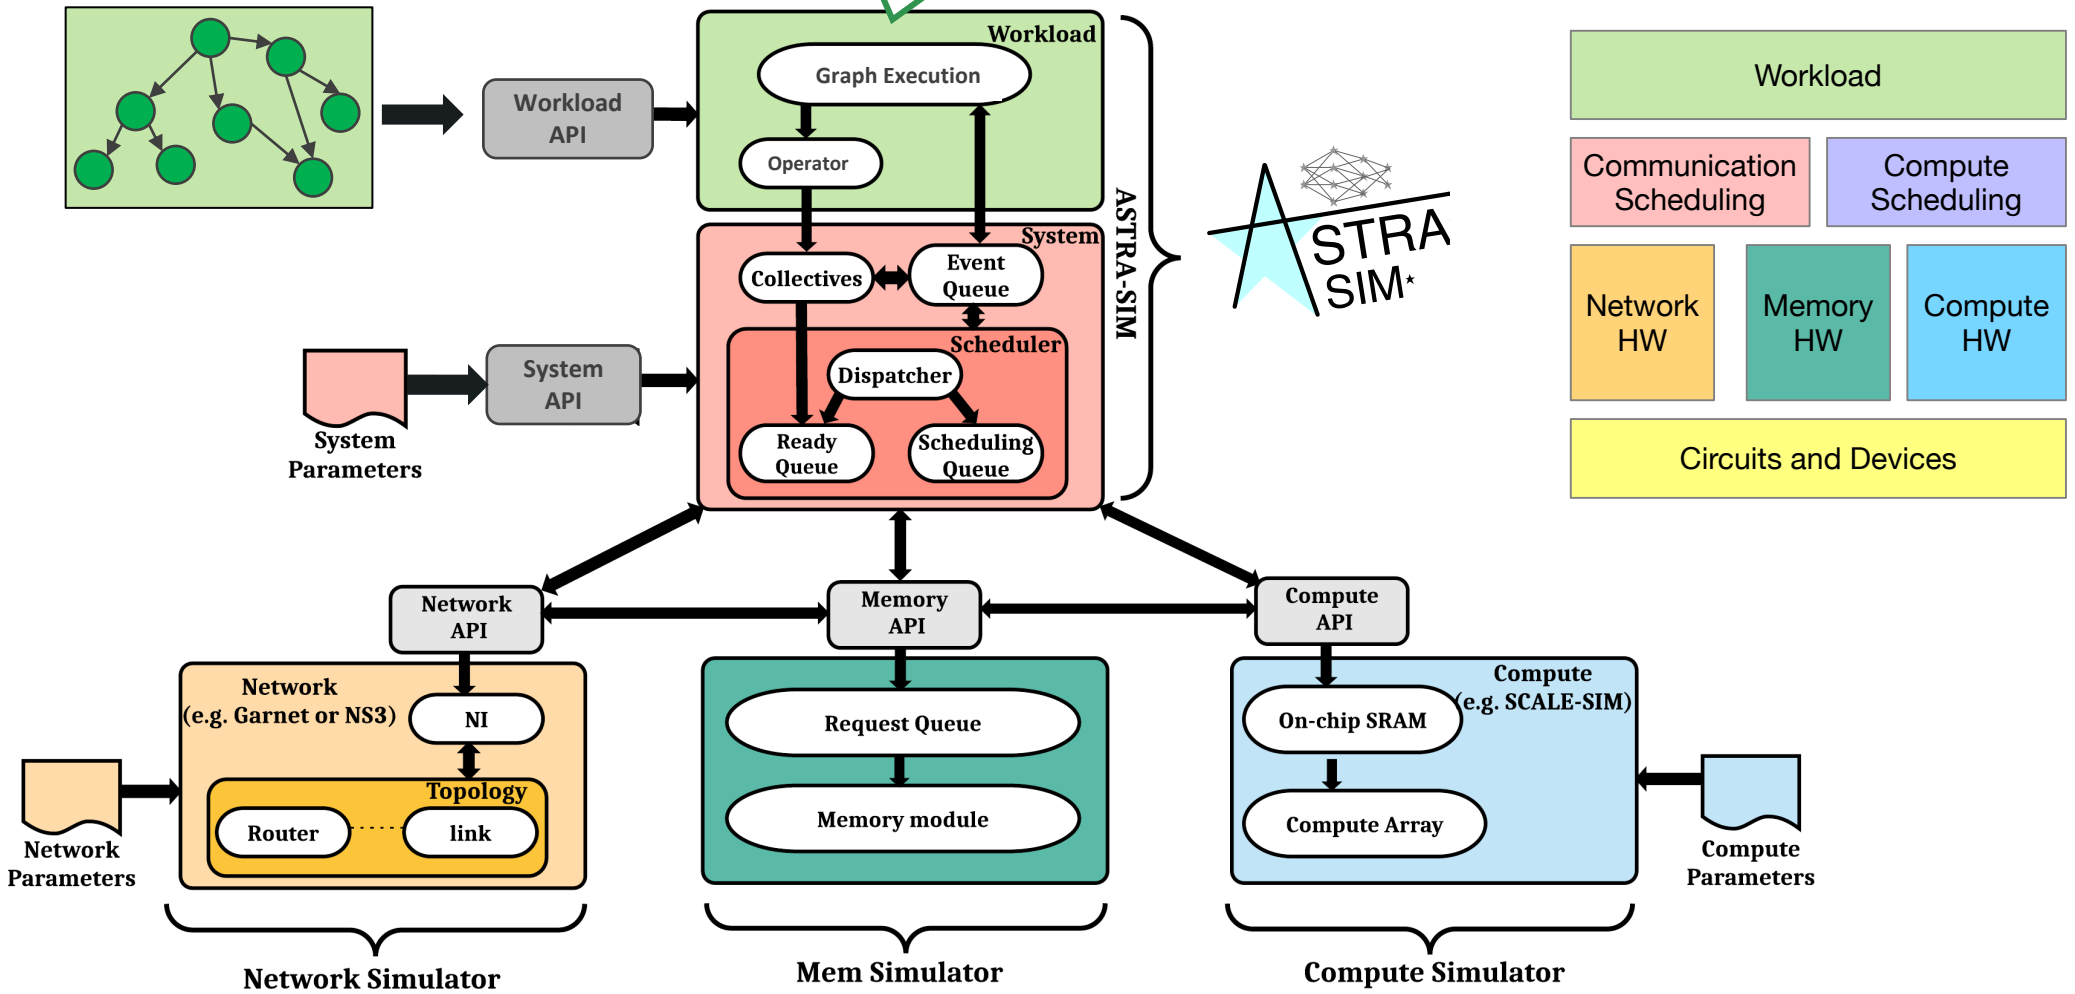 Workload
Graph Execution
Workload
API
Operator
ASTRA-SIM
STRA
SIM
System
Collectives
Event
Queue
Scheduler
Dispatcher
Ready
Queue
Scheduling
Queue
System
API
System
Parameters
Workload
Communication
Scheduling
Compute
Scheduling
Network
HW
Memory
HW
Compute
HW
Circuits and Devices
Network
API
Memory
API
Compute
API
Network
(e.g. Garnet or NS3)
NI
Topology
Router
link
Network
Parameters
Request Queue
Memory module
Compute
(e.g. SCALE-SIM)
On-chip SRAM
Compute Array
Compute
Parameters
Network Simulator
Mem Simulator
Compute Simulator